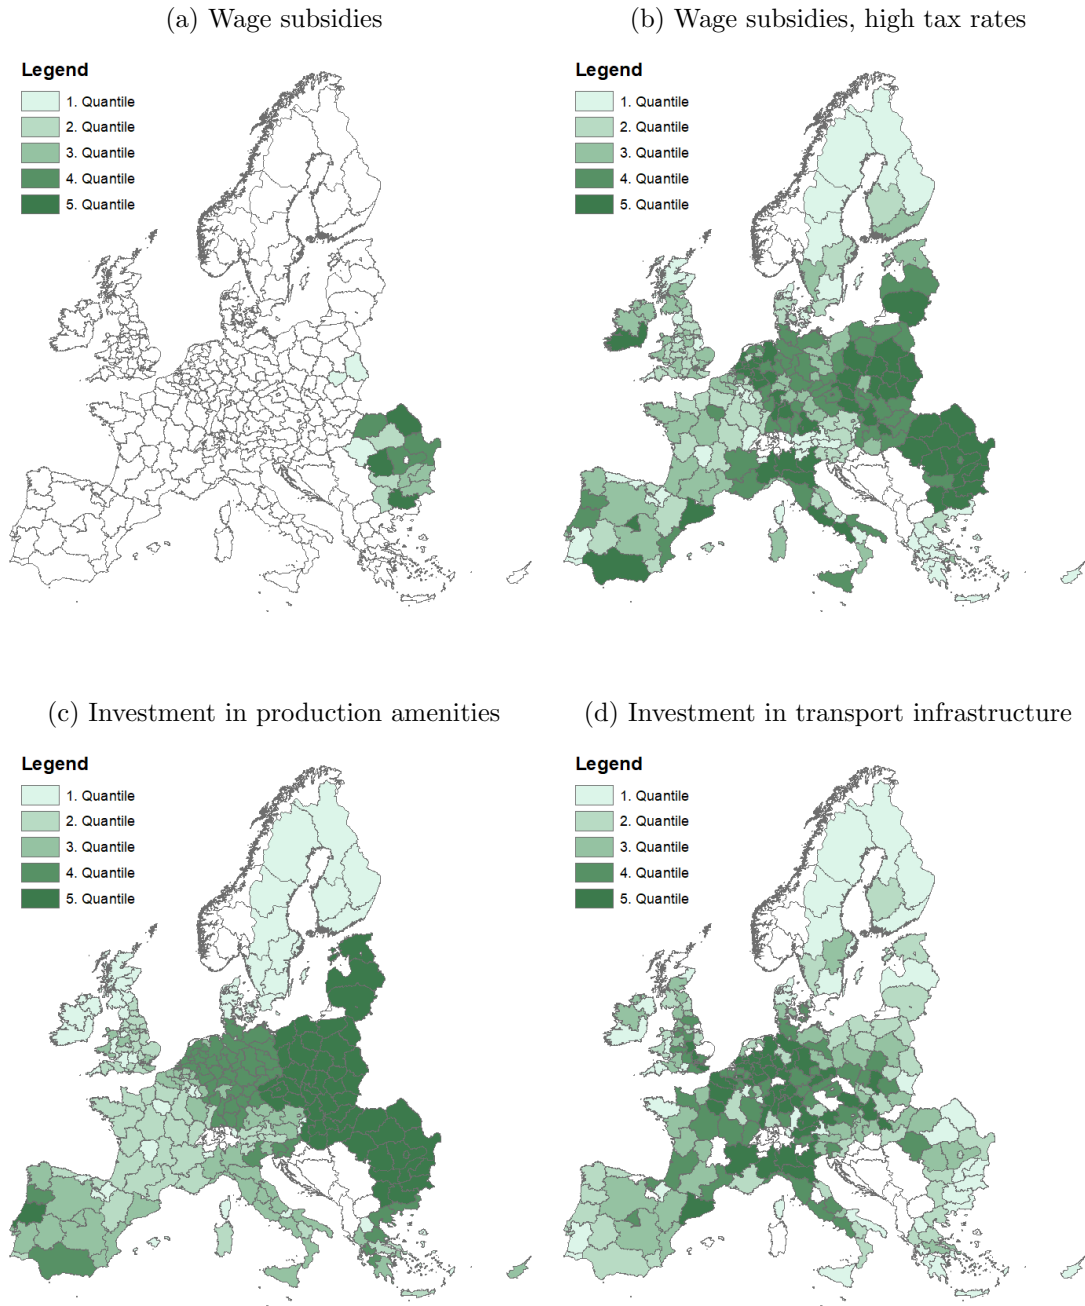 (a) Wage subsidies
Legend
1. Quantile
2. Quantile
3. Quantile
4. Quantile
5. Quantile
(b) Wage subsidies, high tax rates
Legend
1. Quantile
2. Quantile
3. Quantile
4. Quantile
5. Quantile
(c) Investment in production amenities
Legend
1. Quantile
2. Quantile
3. Quantile
4. Quantile
5. Quantile
(d) Investment in transport infrastructure
Legend
1. Quantile
2. Quantile
3. Quantile
4. Quantile
5. Quantile